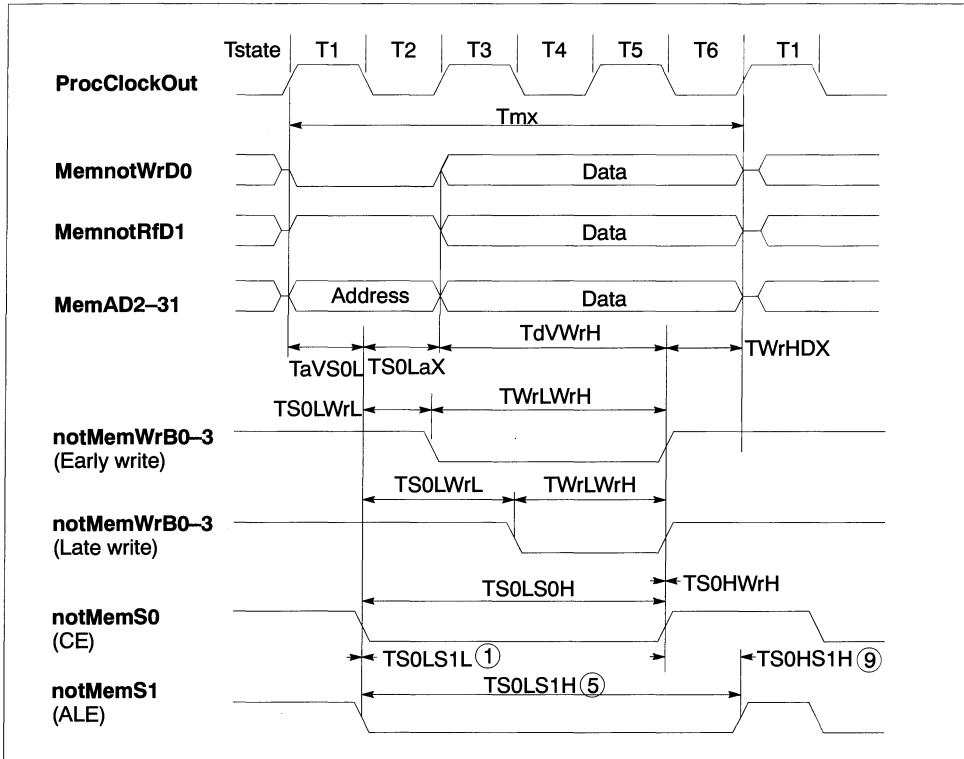 Tstate T1 T2 T3 T4 T5 T6 T1
ProcClockOut
Tmx
MemnotWrD0 Data
MemnotRfD1 Data
MemAD2–31 Address Data
TaVS0L TS0LaX TdVWrH TWrHDX
TS0LWrL TWrLWrH
notMemWrB0–3
(Early write)
TS0LWrL TWrLWrH
notMemWrB0–3
(Late write)
TS0HWrH
TS0LS0H
notMemS0
(CE)
TS0LS1L 1 TS0HS1H 9
TS0LS1H 5
notMemS1
(ALE)